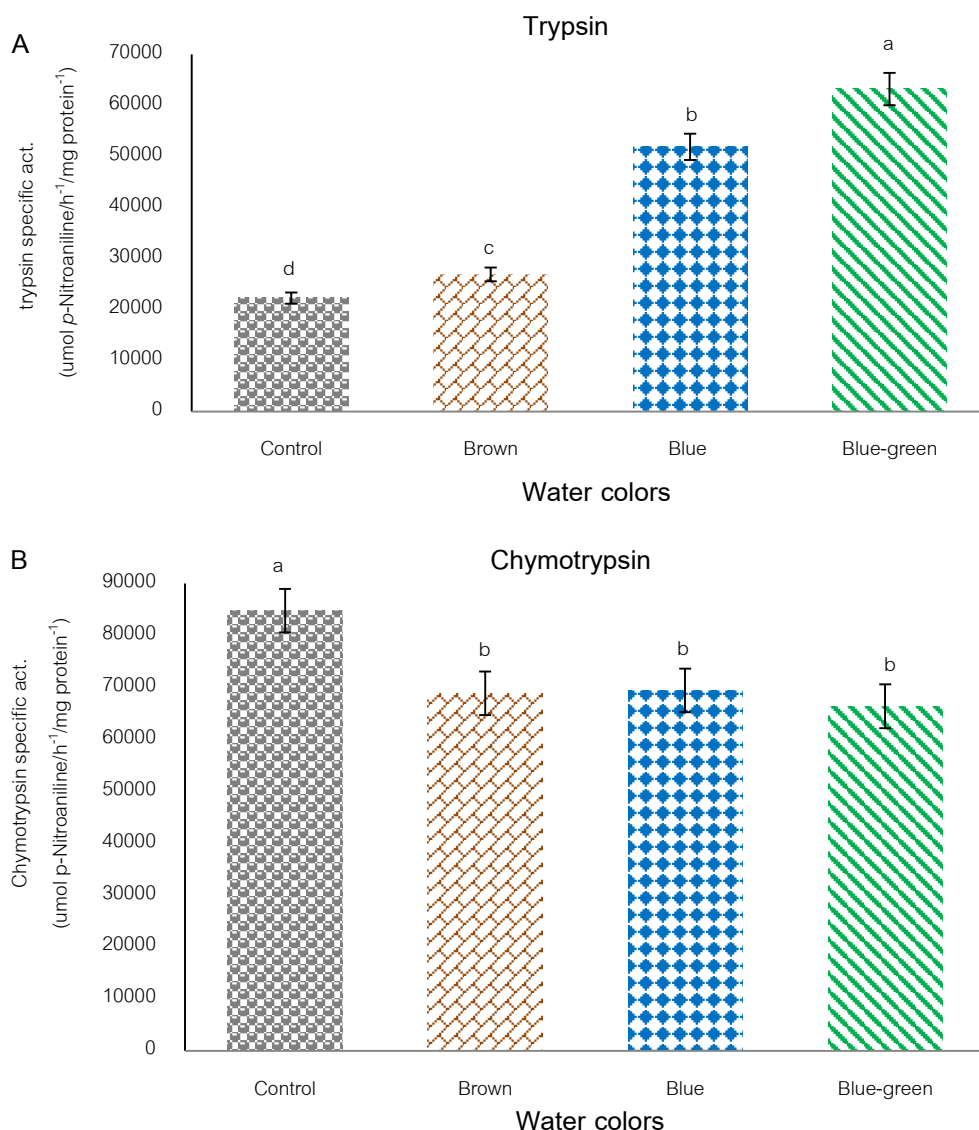 A
Trypsin
trypsin specific act.
(umol p-Nitroaniline/h⁻¹/mg protein⁻¹)
70000
60000
50000
40000
30000
20000
10000
0
d
c
b
a
Control Brown Blue Blue-green
Water colors
B
Chymotrypsin
Chymotrypsin specific act.
(umol p-Nitroaniline/h⁻¹/mg protein⁻¹)
90000
80000
70000
60000
50000
40000
30000
20000
10000
0
a
b
b
b
Control Brown Blue Blue-green
Water colors